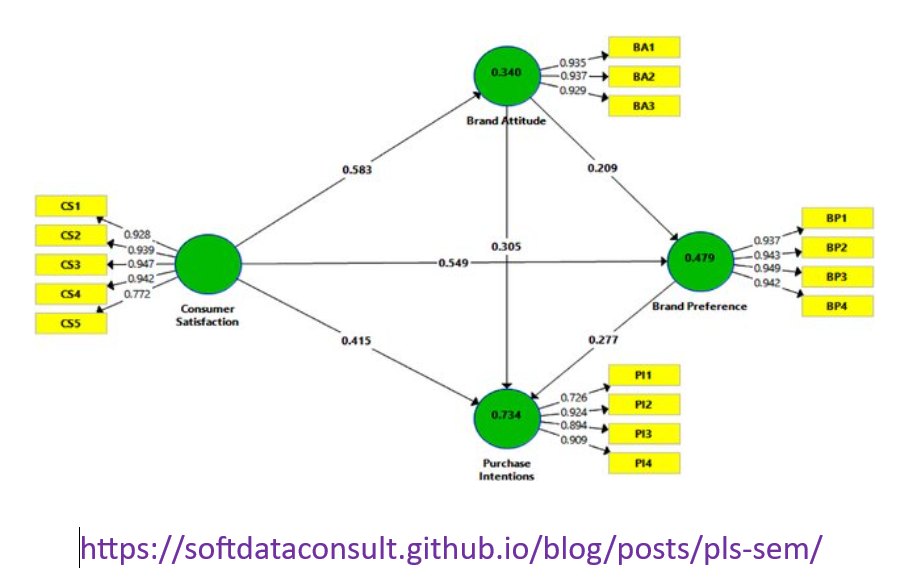 BA1
0.935
0.340
0.937
BA2
0.929
BA3
Brand Attitude
0.583
0.209
CS1
0.928
CS2
0.939
CS3
0.947
CS4
0.942
0.772
CS5
Consumer
Satisfaction
0.305
0.549
0.479
BP1
0.937
BP2
0.943
0.949
BP3
0.942
BP4
Brand Preference
0.415
0.277
PI1
0.726
PI2
0.924
0.734
0.894
PI3
0.909
PI4
Purchase
Intentions
https://softdataconsult.github.io/blog/posts/pls-sem/